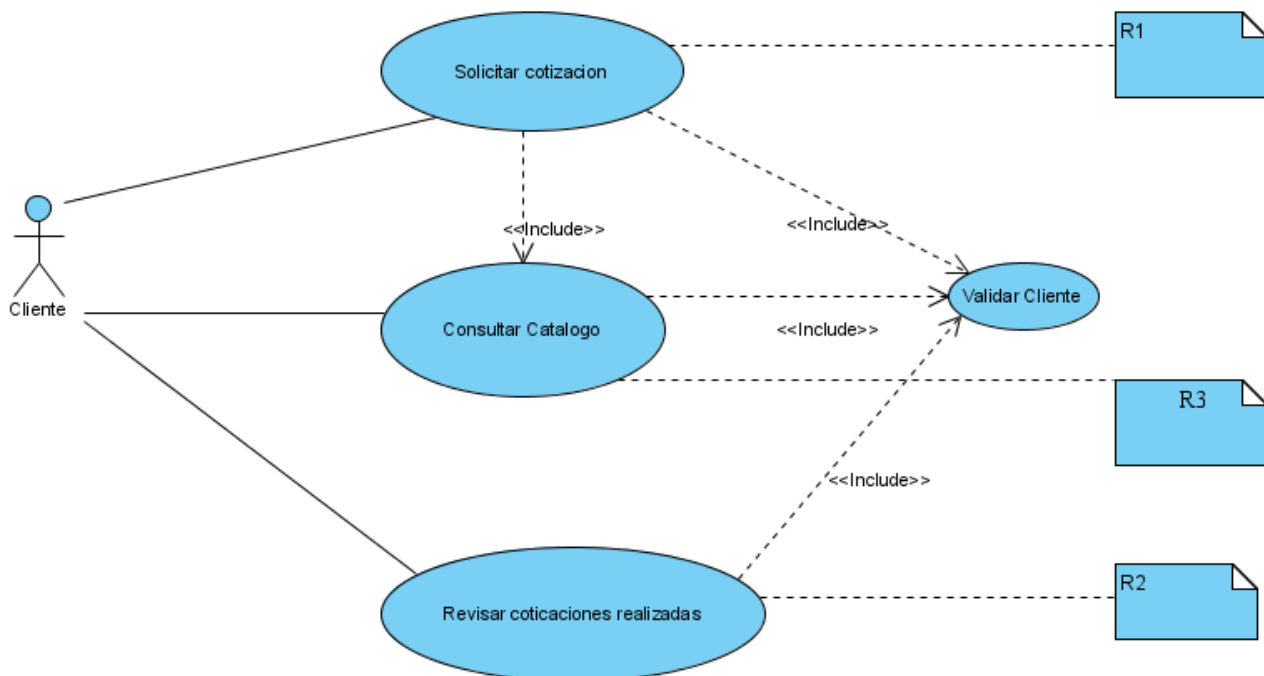 R1
Solicitar cotizacion
<<Include>>
<<Include>>
Cliente
Validar Cliente
Consultar Catalogo
<<Include>>
R3
<<Include>>
R2
Revisar coticaciones realizadas